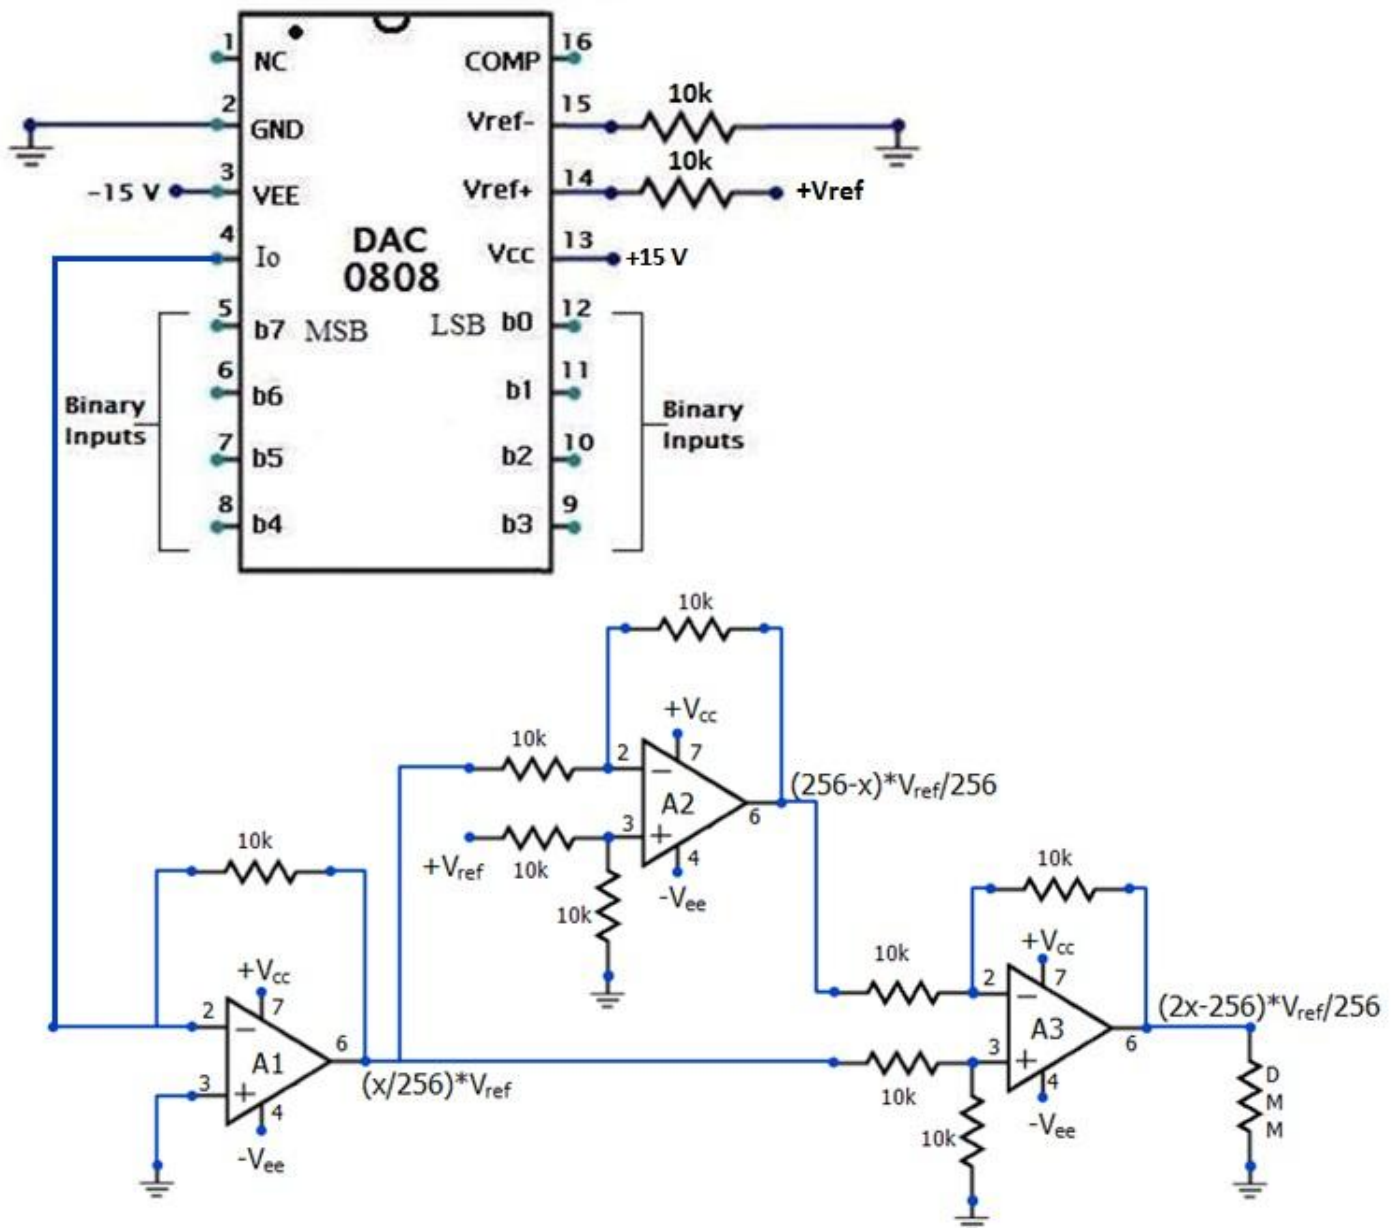 1 NC COMP 16
2 GND Vref- 15 10k
3 -15 V VEE Vref+ 14 10k +Vref
4 Io Vcc 13 +15 V
DAC
0808
5 b7 MSB LSB b0 12
6 b6 b1 11
Binary
Inputs
Binary
Inputs
7 b5 b2 10
8 b4 b3 9
10k
+Vcc
10k 2 − 7
A2 (256-x)*Vref/256
6
3 +
+Vref 10k 4
-Vee
10k
10k
+Vcc
2 − 7
A1 6
3 + (x/256)*Vref
4
-Vee
10k
+Vcc
10k 2 − 7
A3 (2x-256)*Vref/256
6
3 +
10k 4
-Vee
10k
D
M
M